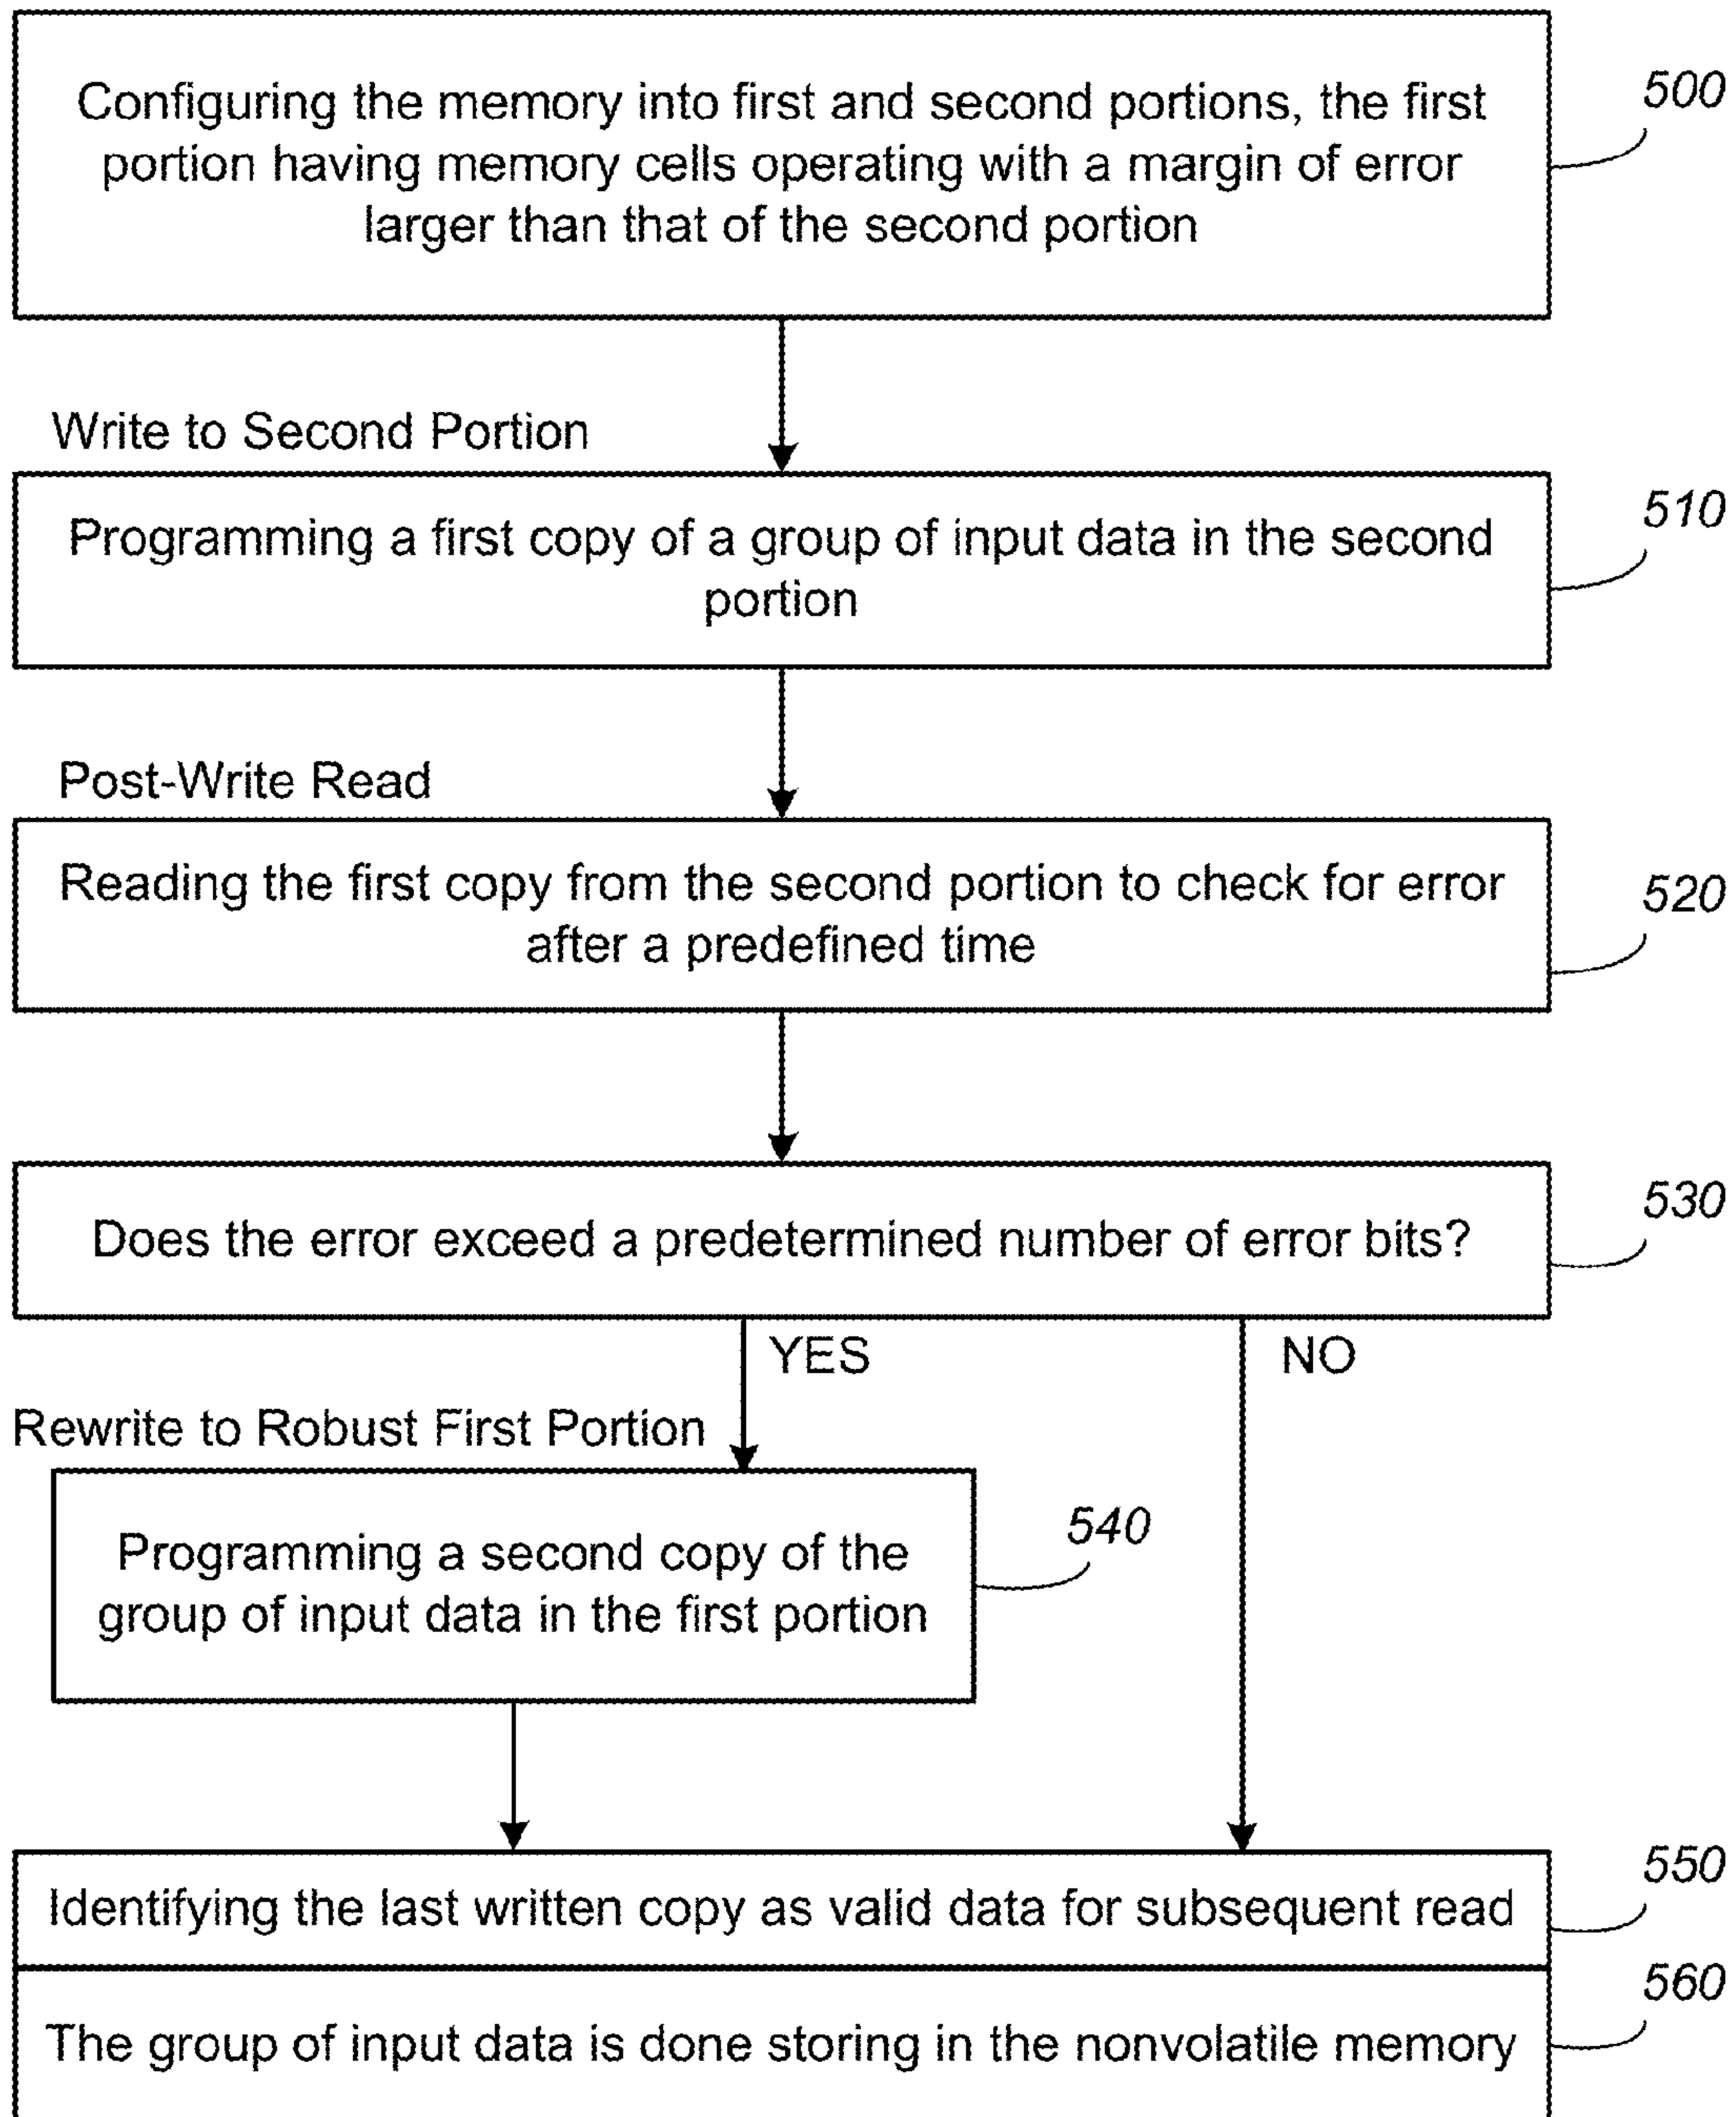 Configuring the memory into first and second portions, the first
portion having memory cells operating with a margin of error
larger than that of the second portion
500
Write to Second Portion
Programming a first copy of a group of input data in the second
portion
510
Post-Write Read
Reading the first copy from the second portion to check for error
after a predefined time
520
Does the error exceed a predetermined number of error bits?
530
YES
NO
Rewrite to Robust First Portion
Programming a second copy of the
group of input data in the first portion
540
Identifying the last written copy as valid data for subsequent read
550
The group of input data is done storing in the nonvolatile memory
560